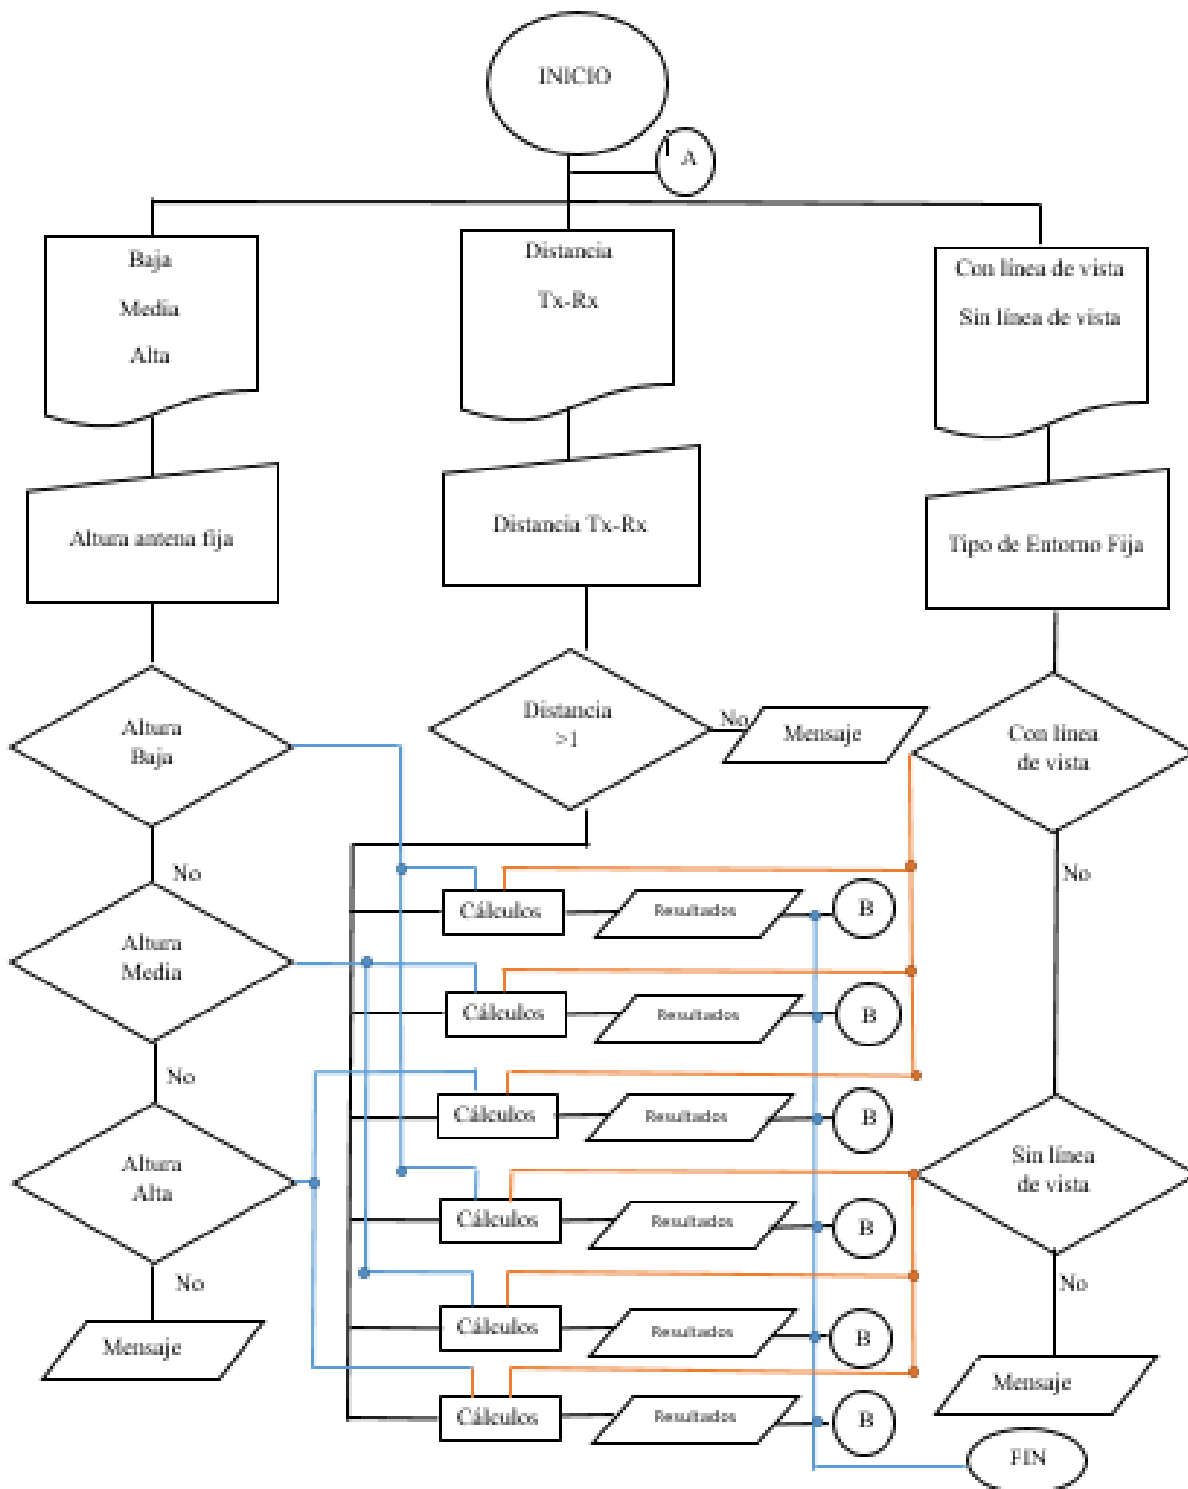 INICIO
A
Baja
Media
Alta
Distancia
Tx-Rx
Con línea de vista
Sin línea de vista
Altura antena fija
Distancia Tx-Rx
Tipo de Entorno Fija
Altura
Baja
Distancia
>1
No
Mensaje
Con línea
de vista
No
No
Cálculos
Resultados
B
Altura
Media
Cálculos
Resultados
B
No
Cálculos
Resultados
B
Altura
Alta
Sin línea
de vista
Cálculos
Resultados
B
No
No
Cálculos
Resultados
B
Mensaje
Mensaje
Cálculos
Resultados
B
FIN